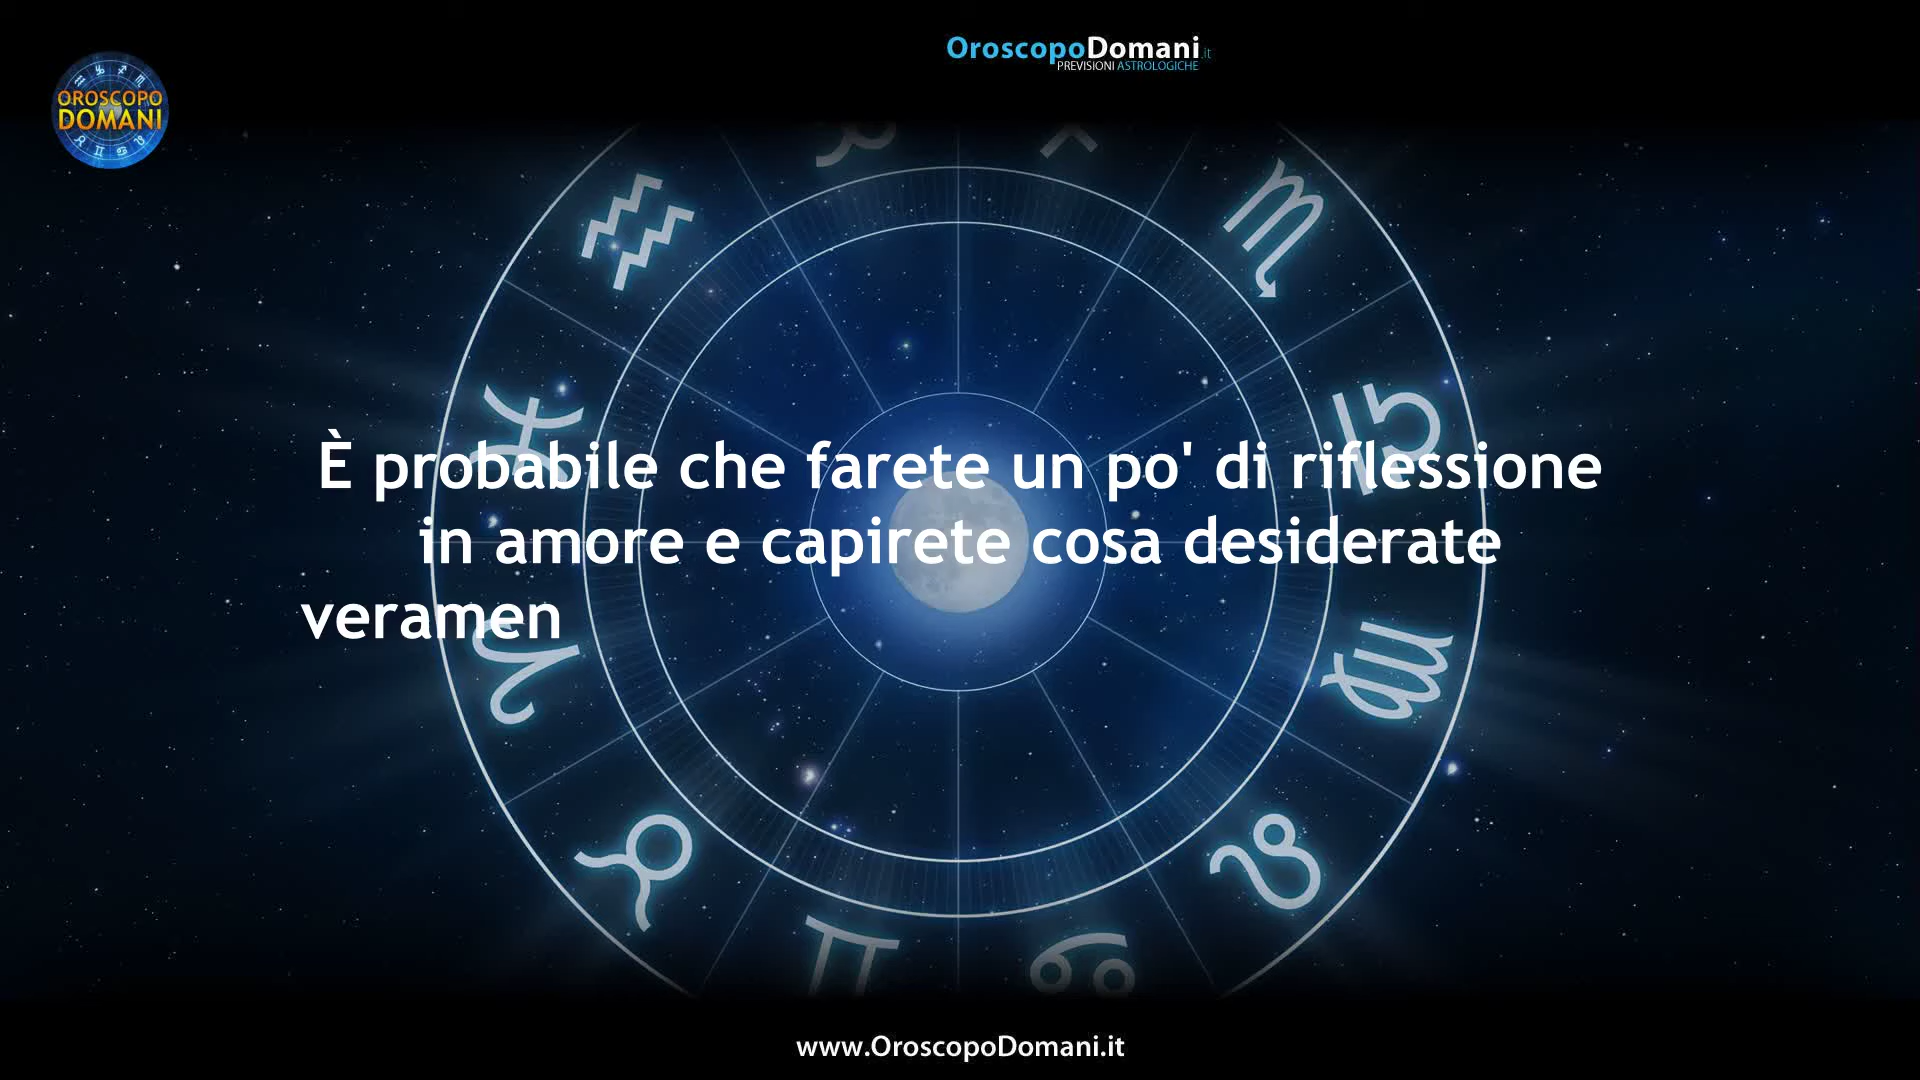 OroscopoDomani.it
PREVISIONI ASTROLOGICHE
OROSCOPO
DOMANI
È probabile che farete un po' di riflessione
in amore e capirete cosa desiderate
veramen
www.OroscopoDomani.it